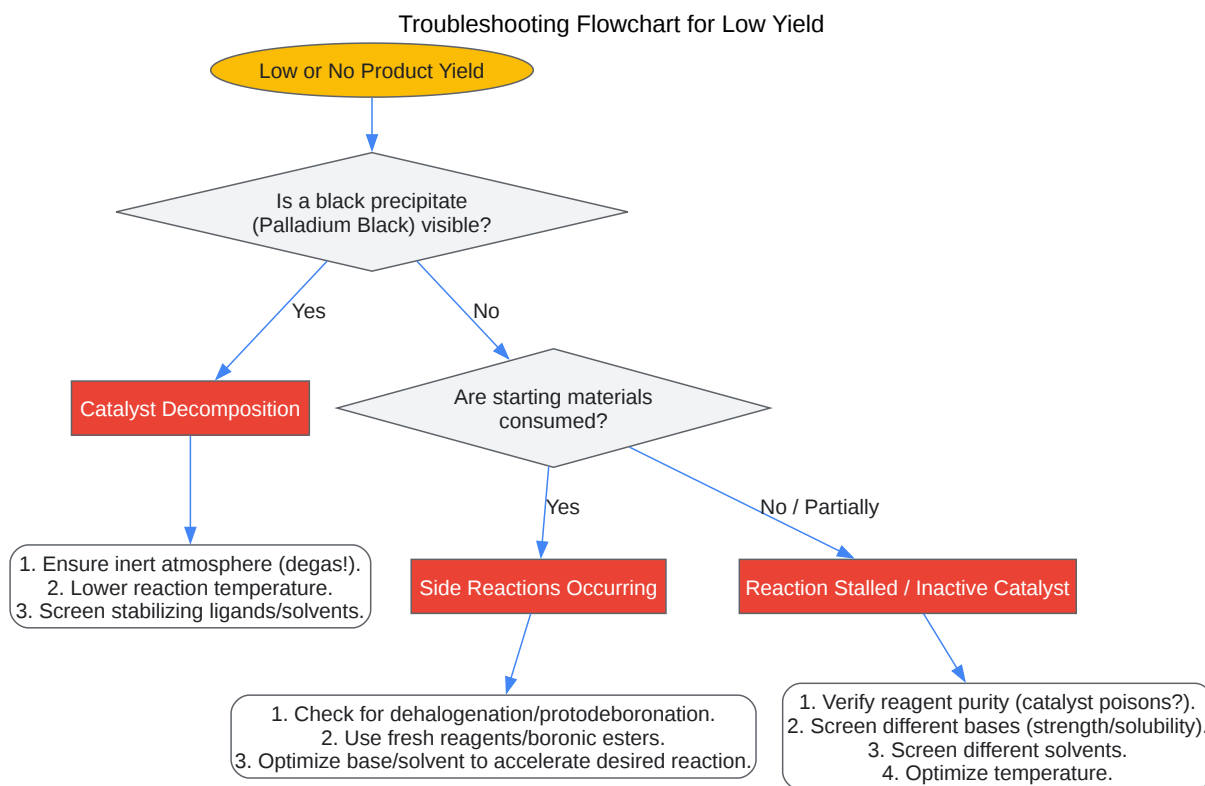 Troubleshooting Flowchart for Low Yield
Low or No Product Yield
Is a black precipitate
(Palladium Black) visible?
Yes
No
Catalyst Decomposition
Are starting materials
consumed?
Yes
No / Partially
1. Ensure inert atmosphere (degas!).
2. Lower reaction temperature.
3. Screen stabilizing ligands/solvents.
Side Reactions Occurring
Reaction Stalled / Inactive Catalyst
1. Check for dehalogenation/protodeboronation.
2. Use fresh reagents/boronic esters.
3. Optimize base/solvent to accelerate desired reaction.
1. Verify reagent purity (catalyst poisons?).
2. Screen different bases (strength/solubility).
3. Screen different solvents.
4. Optimize temperature.